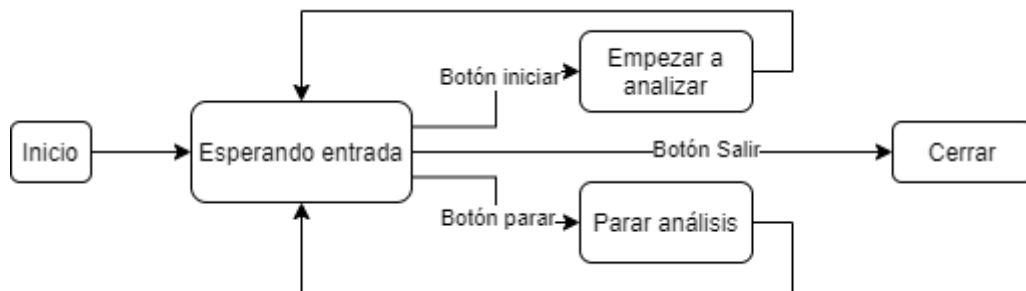 Empezar a
analizar
Botón iniciar
Inicio
Esperando entrada
Botón Salir
Cerrar
Botón parar
Parar análisis